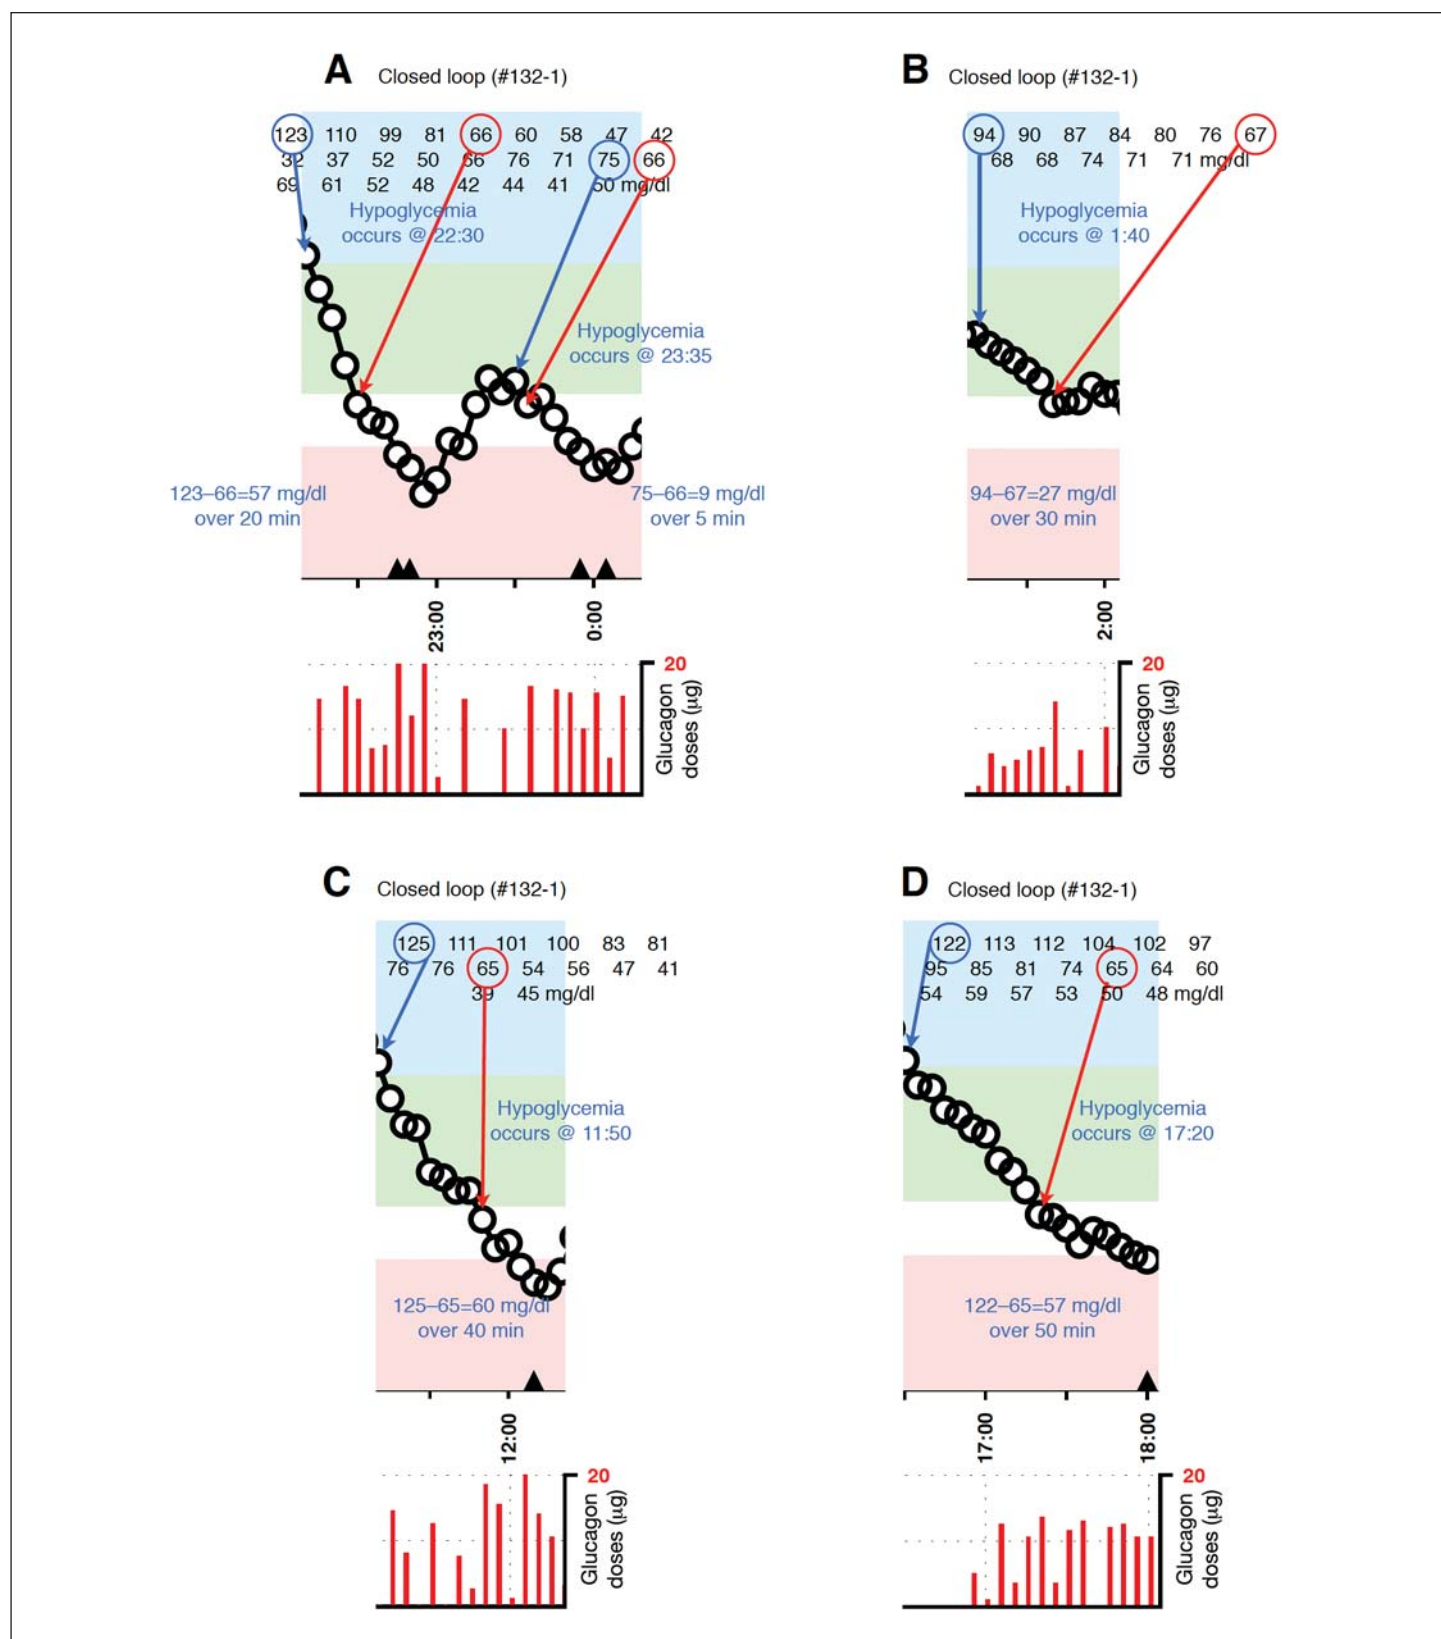 A Closed loop (#132-1)
123 110 99 81 66 60 58 47 42
32 37 52 50 66 76 71 75 66
69 61 52 48 42 44 41 50 mg/dl
Hypoglycemia
occurs @ 22:30
Hypoglycemia
occurs @ 23:35
123–66=57 mg/dl
over 20 min
75–66=9 mg/dl
over 5 min
23:00
0:00
20
Glucagon
doses (µg)
B Closed loop (#132-1)
94 90 87 84 80 76 67
68 68 74 71 71 mg/dl
Hypoglycemia
occurs @ 1:40
94–67=27 mg/dl
over 30 min
2:00
20
Glucagon
doses (µg)
C Closed loop (#132-1)
125 111 101 100 83 81
76 76 65 54 56 47 41
39 45 mg/dl
Hypoglycemia
occurs @ 11:50
125–65=60 mg/dl
over 40 min
12:00
20
Glucagon
doses (µg)
D Closed loop (#132-1)
122 113 112 104 102 97
95 85 81 74 65 64 60
54 59 57 53 50 48 mg/dl
Hypoglycemia
occurs @ 17:20
122–65=57 mg/dl
over 50 min
17:00
18:00
20
Glucagon
doses (µg)